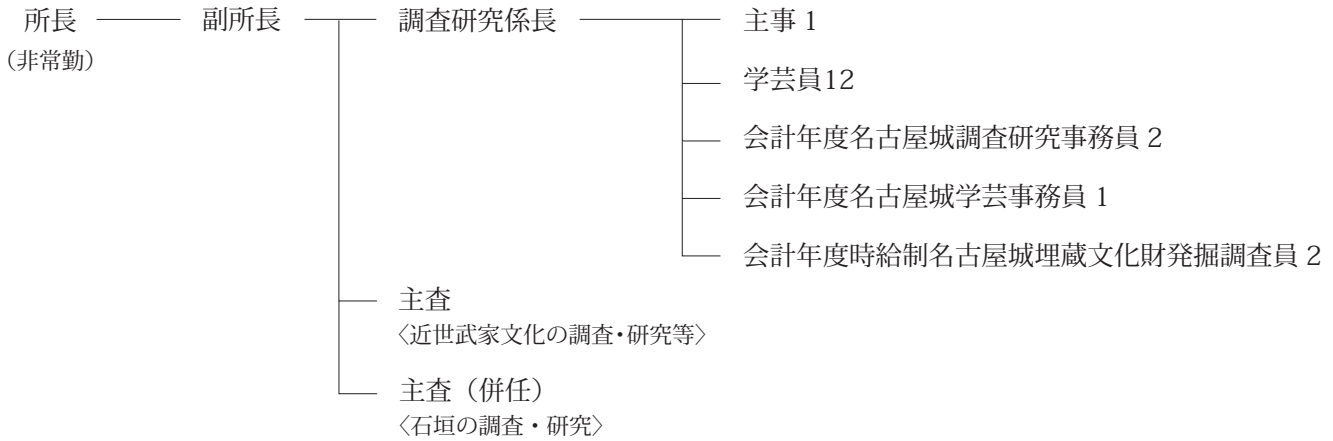 所長
（非常勤）
副所長
調査研究係長
主事 1
学芸員12
会計年度名古屋城調査研究事務員 2
会計年度名古屋城学芸事務員 1
会計年度時給制名古屋城埋蔵文化財発掘調査員 2
主査
〈近世武家文化の調査・研究等〉
主査（併任）
〈石垣の調査・研究〉